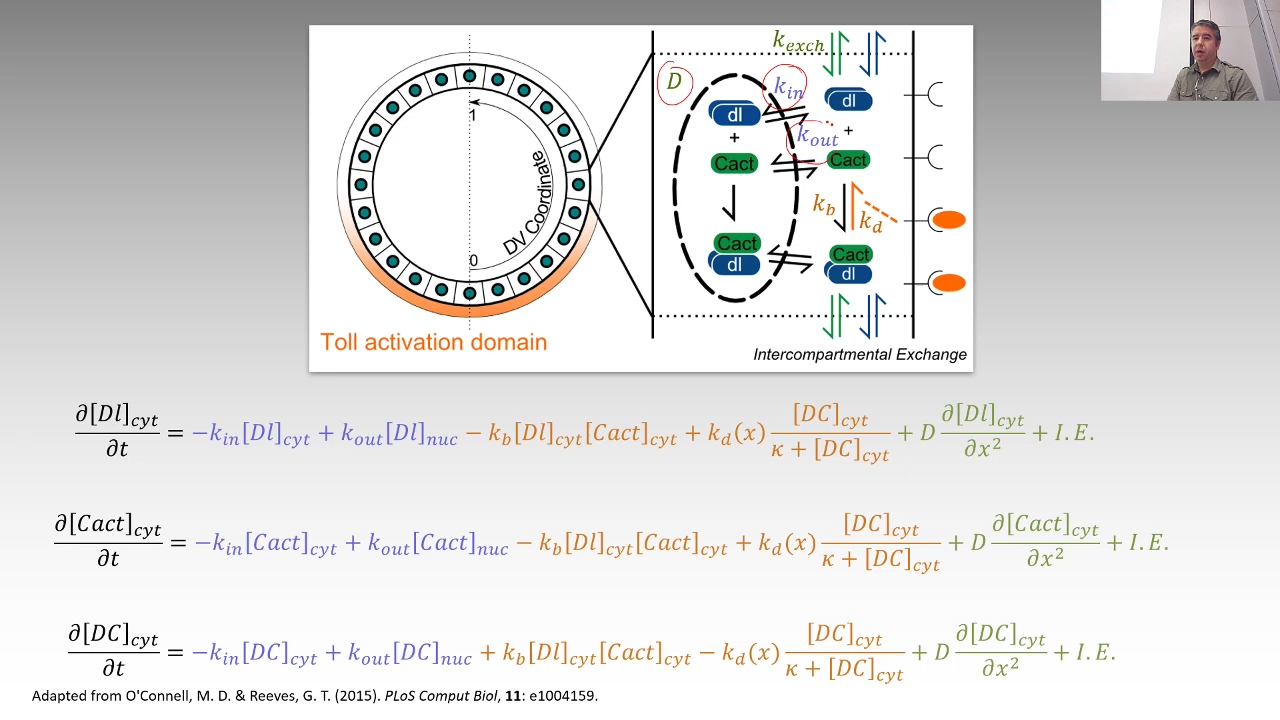 k_exch
D
k_in
dl
dl
1
k_out
+
+
Cact
Cact
DV Coordinate
k_b
k_d
Cact
dl
Cact
dl
0
Toll activation domain
Intercompartmental Exchange
∂[Dl]_cyt/∂t = −k_in[Dl]_cyt + k_out[Dl]_nuc − k_b[Dl]_cyt[Cact]_cyt + k_d(x) [DC]_cyt/(κ + [DC]_cyt) + D ∂[Dl]_cyt/∂x² + I.E.
∂[Cact]_cyt/∂t = −k_in[Cact]_cyt + k_out[Cact]_nuc − k_b[Dl]_cyt[Cact]_cyt + k_d(x) [DC]_cyt/(κ + [DC]_cyt) + D ∂[Cact]_cyt/∂x² + I.E.
∂[DC]_cyt/∂t = −k_in[DC]_cyt + k_out[DC]_nuc + k_b[Dl]_cyt[Cact]_cyt − k_d(x) [DC]_cyt/(κ + [DC]_cyt) + D ∂[DC]_cyt/∂x² + I.E.
Adapted from O'Connell, M. D. & Reeves, G. T. (2015). PLoS Comput Biol, 11: e1004159.